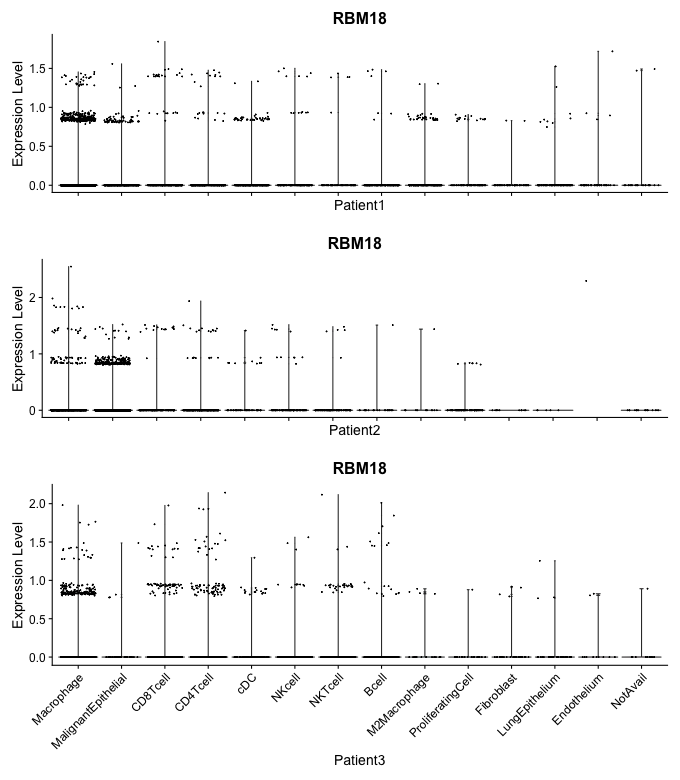 RBM18
Expression Level
1.5
1.0
0.5
0.0
Patient1
RBM18
Expression Level
2
1
0
Patient2
RBM18
Expression Level
2.0
1.5
1.0
0.5
0.0
Macrophage
MalignantEpithelial
CD8Tcell
CD4Tcell
cDC
NKcell
NKTcell
Bcell
M2Macrophage
ProliferatingCell
Fibroblast
LungEpithelium
Endothelium
NotAvail
Patient3